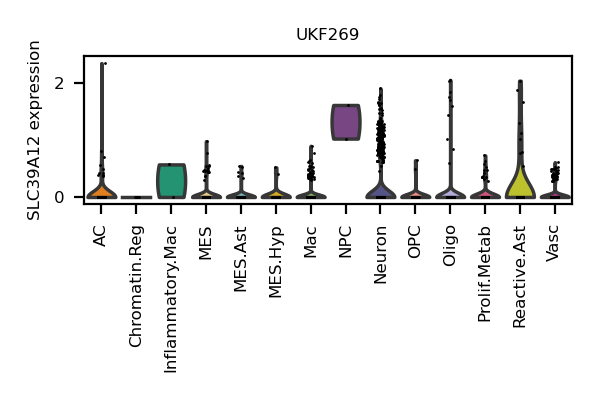 UKF269
SLC39A12 expression
2
0
AC
Chromatin.Reg
Inflammatory.Mac
MES
MES.Ast
MES.Hyp
Mac
NPC
Neuron
OPC
Oligo
Prolif.Metab
Reactive.Ast
Vasc